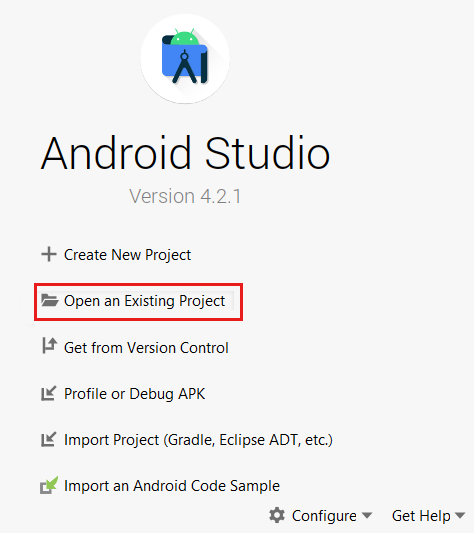 Android Studio
Version 4.2.1
Create New Project
Open an Existing Project
Get from Version Control
Profile or Debug APK
Import Project (Gradle, Eclipse ADT, etc.)
Import an Android Code Sample
Configure Get Help